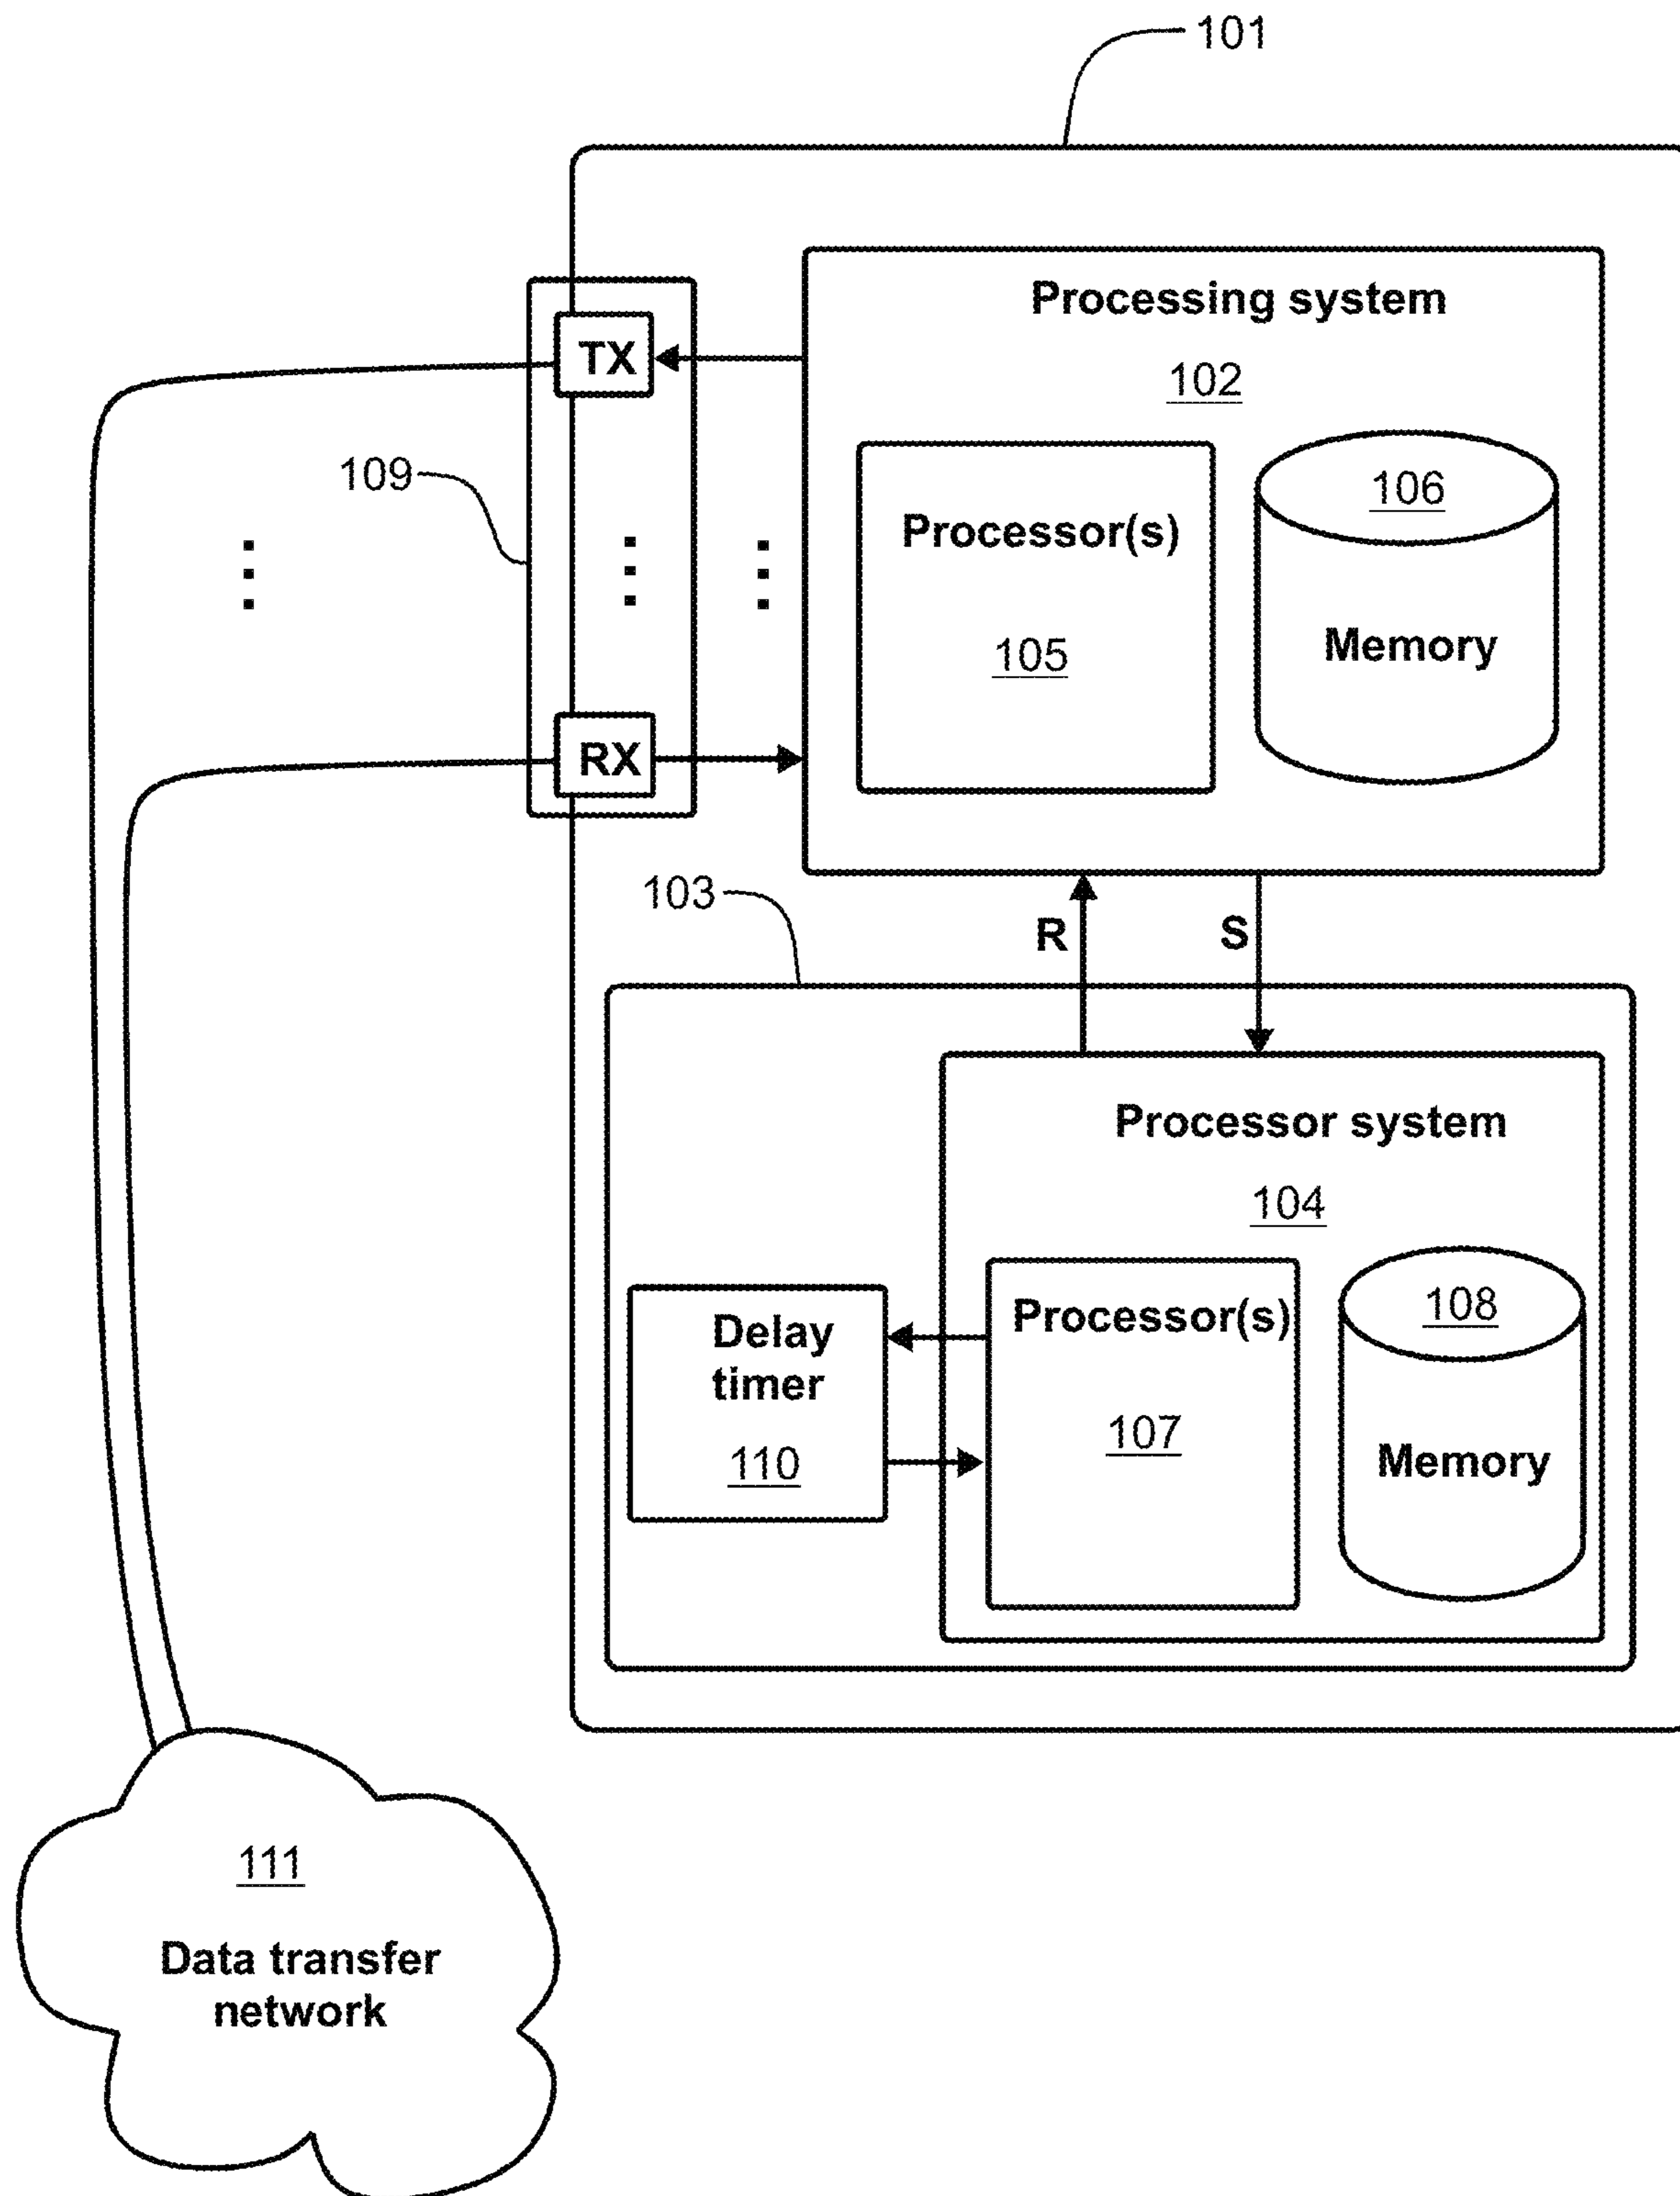 101
Processing system
TX
102
109
106
Processor(s)
Memory
105
RX
103
R
S
Processor system
104
108
Processor(s)
Delay
timer
107
Memory
110
111
Data transfer
network